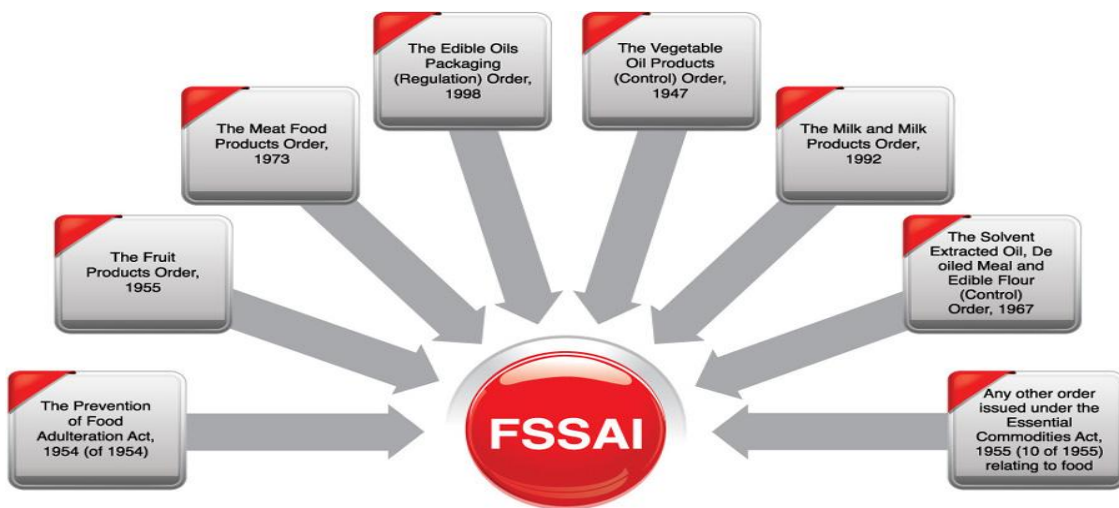 The Edible Oils
Packaging
(Regulation) Order,
1998
The Vegetable
Oil Products
(Control) Order,
1947
The Meat Food
Products Order,
1973
The Milk and Milk
Products Order,
1992
The Fruit
Products Order,
1955
The Solvent
Extracted Oil, De
oiled Meal and
Edible Flour
(Control)
Order, 1967
The Prevention
of Food
Adulteration Act,
1954 (of 1954)
FSSAI
Any other order
issued under the
Essential
Commodities Act,
1955 (10 of 1955)
relating to food